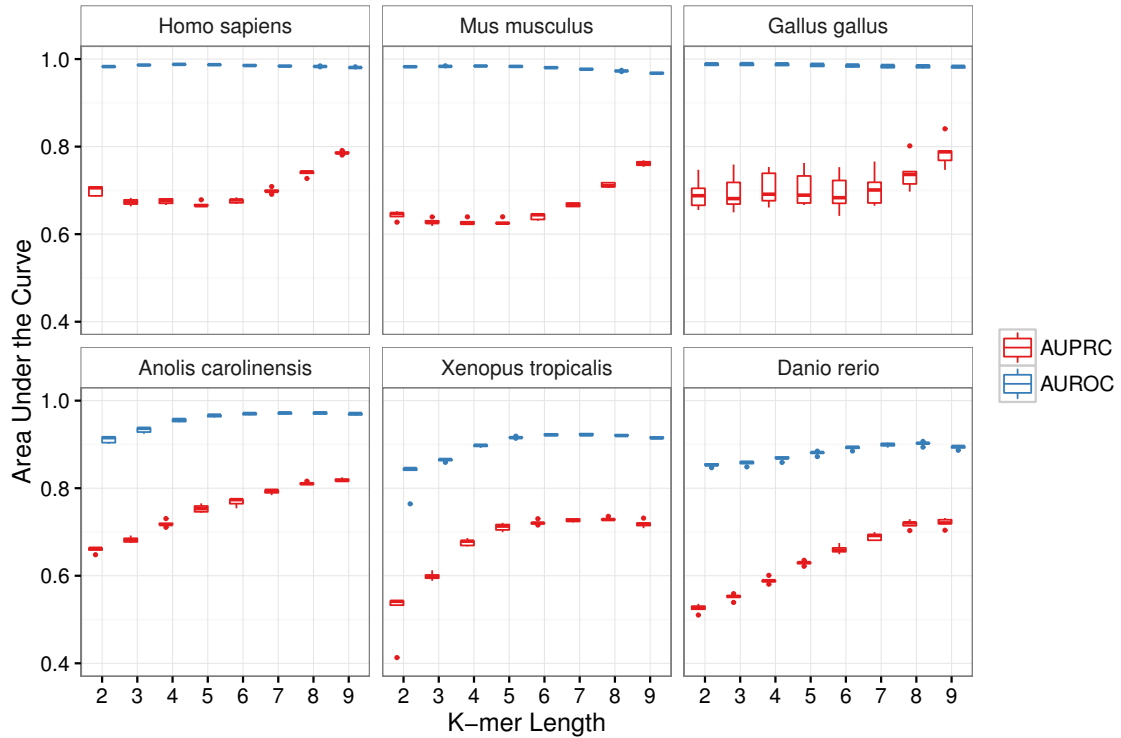 Homo sapiens
Mus musculus
Gallus gallus
1.0
0.8
0.6
0.4
Anolis carolinensis
Xenopus tropicalis
Danio rerio
1.0
0.8
0.6
0.4
2 3 4 5 6 7 8 9
2 3 4 5 6 7 8 9
2 3 4 5 6 7 8 9
K−mer Length
Area Under the Curve
AUPRC
AUROC